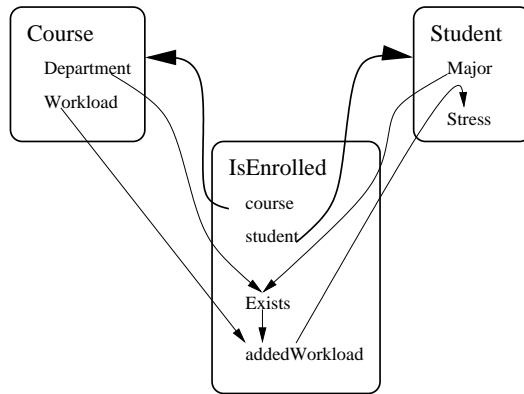 Course
Department
Workload
Student
Major
Stress
IsEnrolled
course
student
Exists
addedWorkload